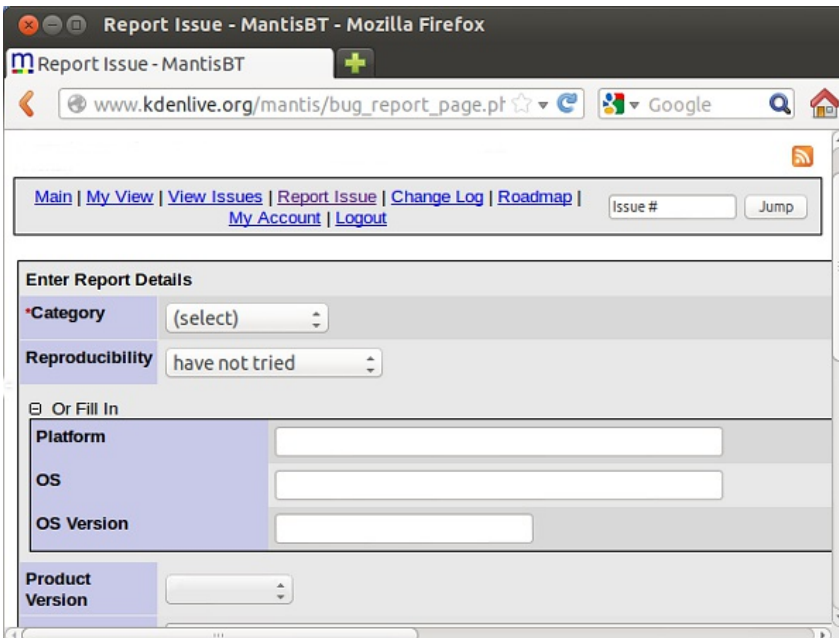 Report Issue - MantisBT - Mozilla Firefox
Report Issue - MantisBT
www.kdenlive.org/mantis/bug_report_page.ph
Google
Main | My View | View Issues | Report Issue | Change Log | Roadmap |
My Account | Logout
Issue #
Jump
Enter Report Details
*Category
(select)
Reproducibility
have not tried
Or Fill In
Platform
OS
OS Version
Product
Version